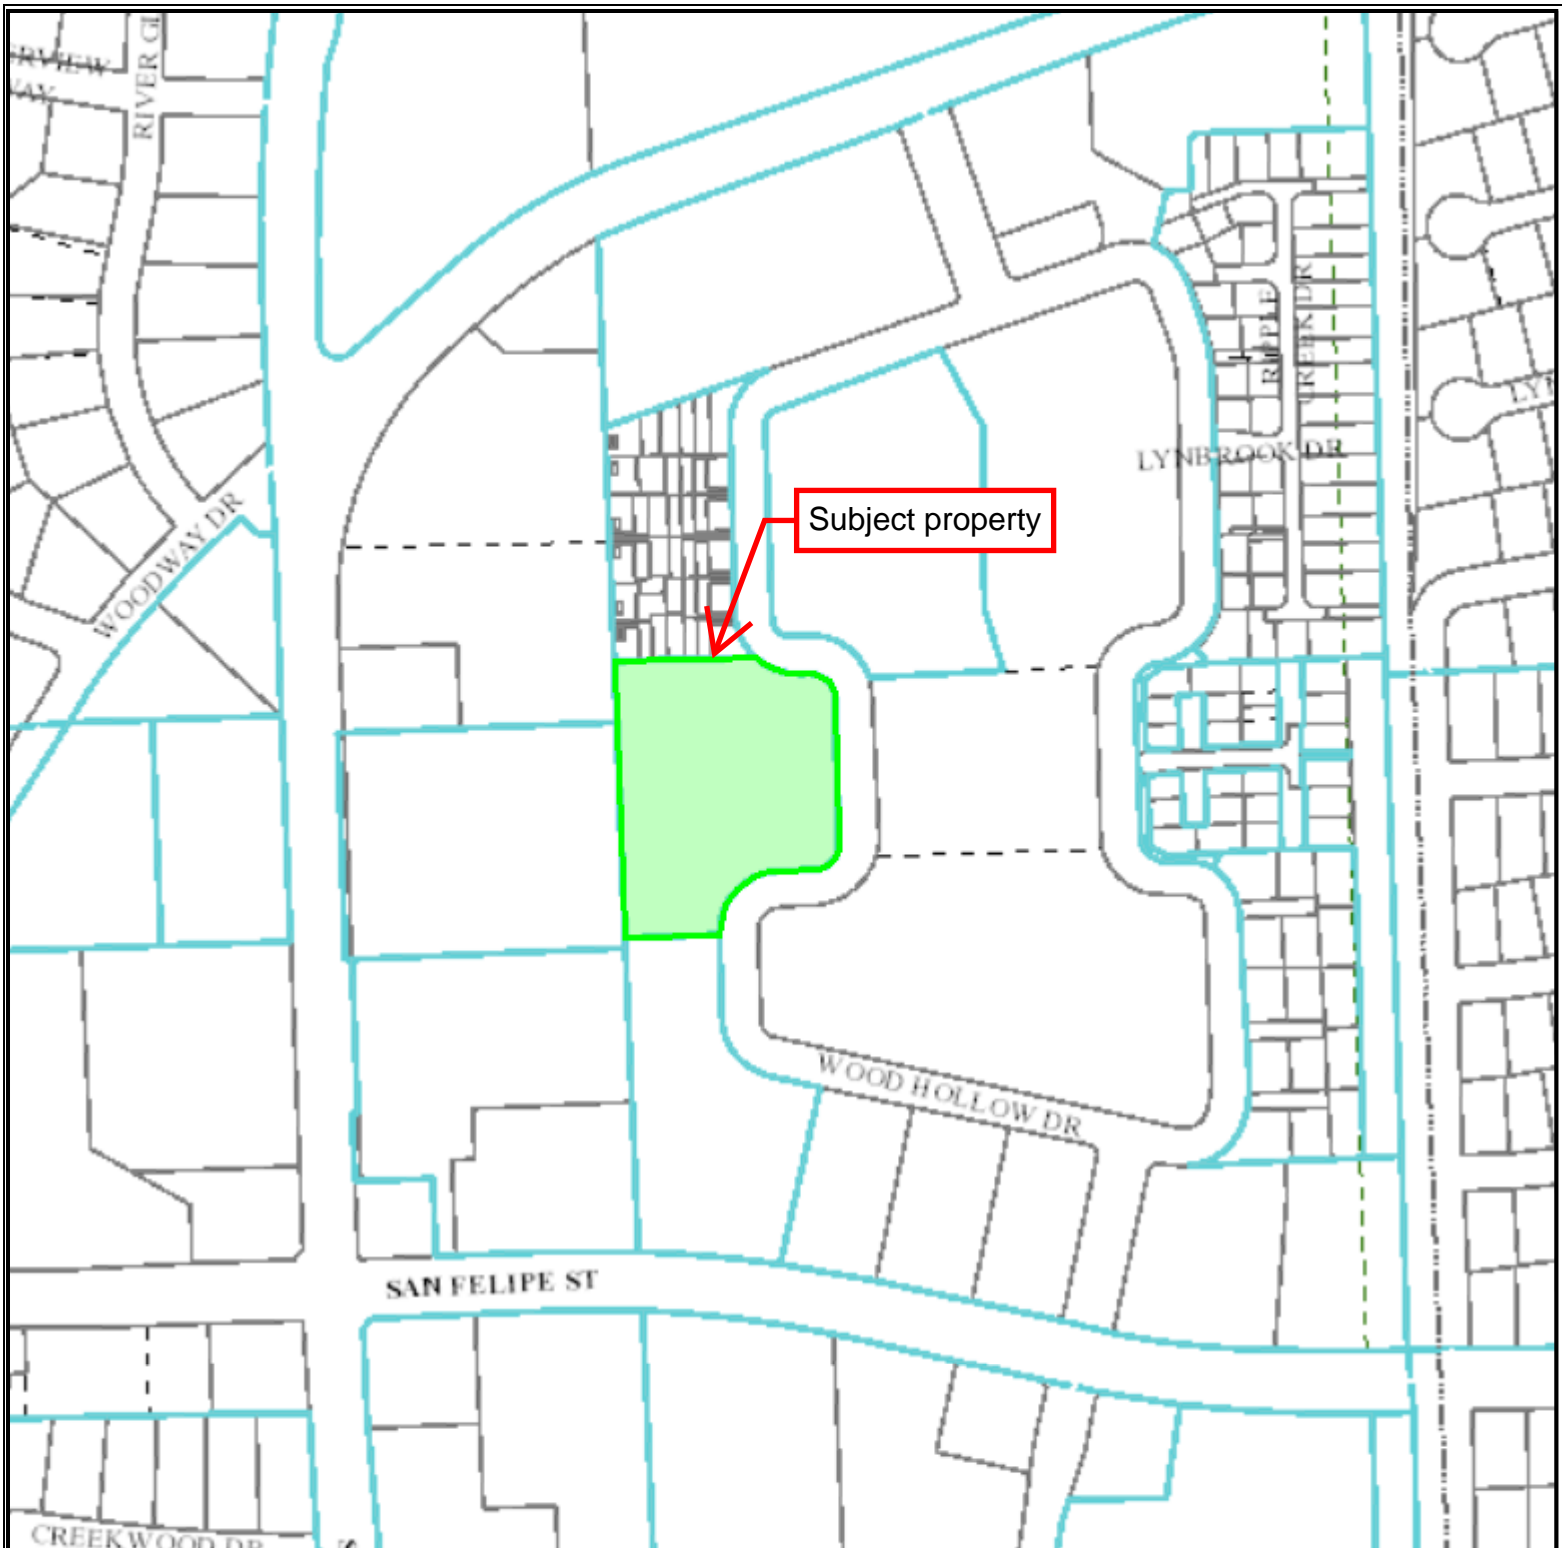 RIVER
WOODWAY DR
RIPPLE
CREEK DR
LYNBROOK DR
Subject property
WOOD HOLLOW DR
SAN FELIPE ST
CREEKWOOD DR